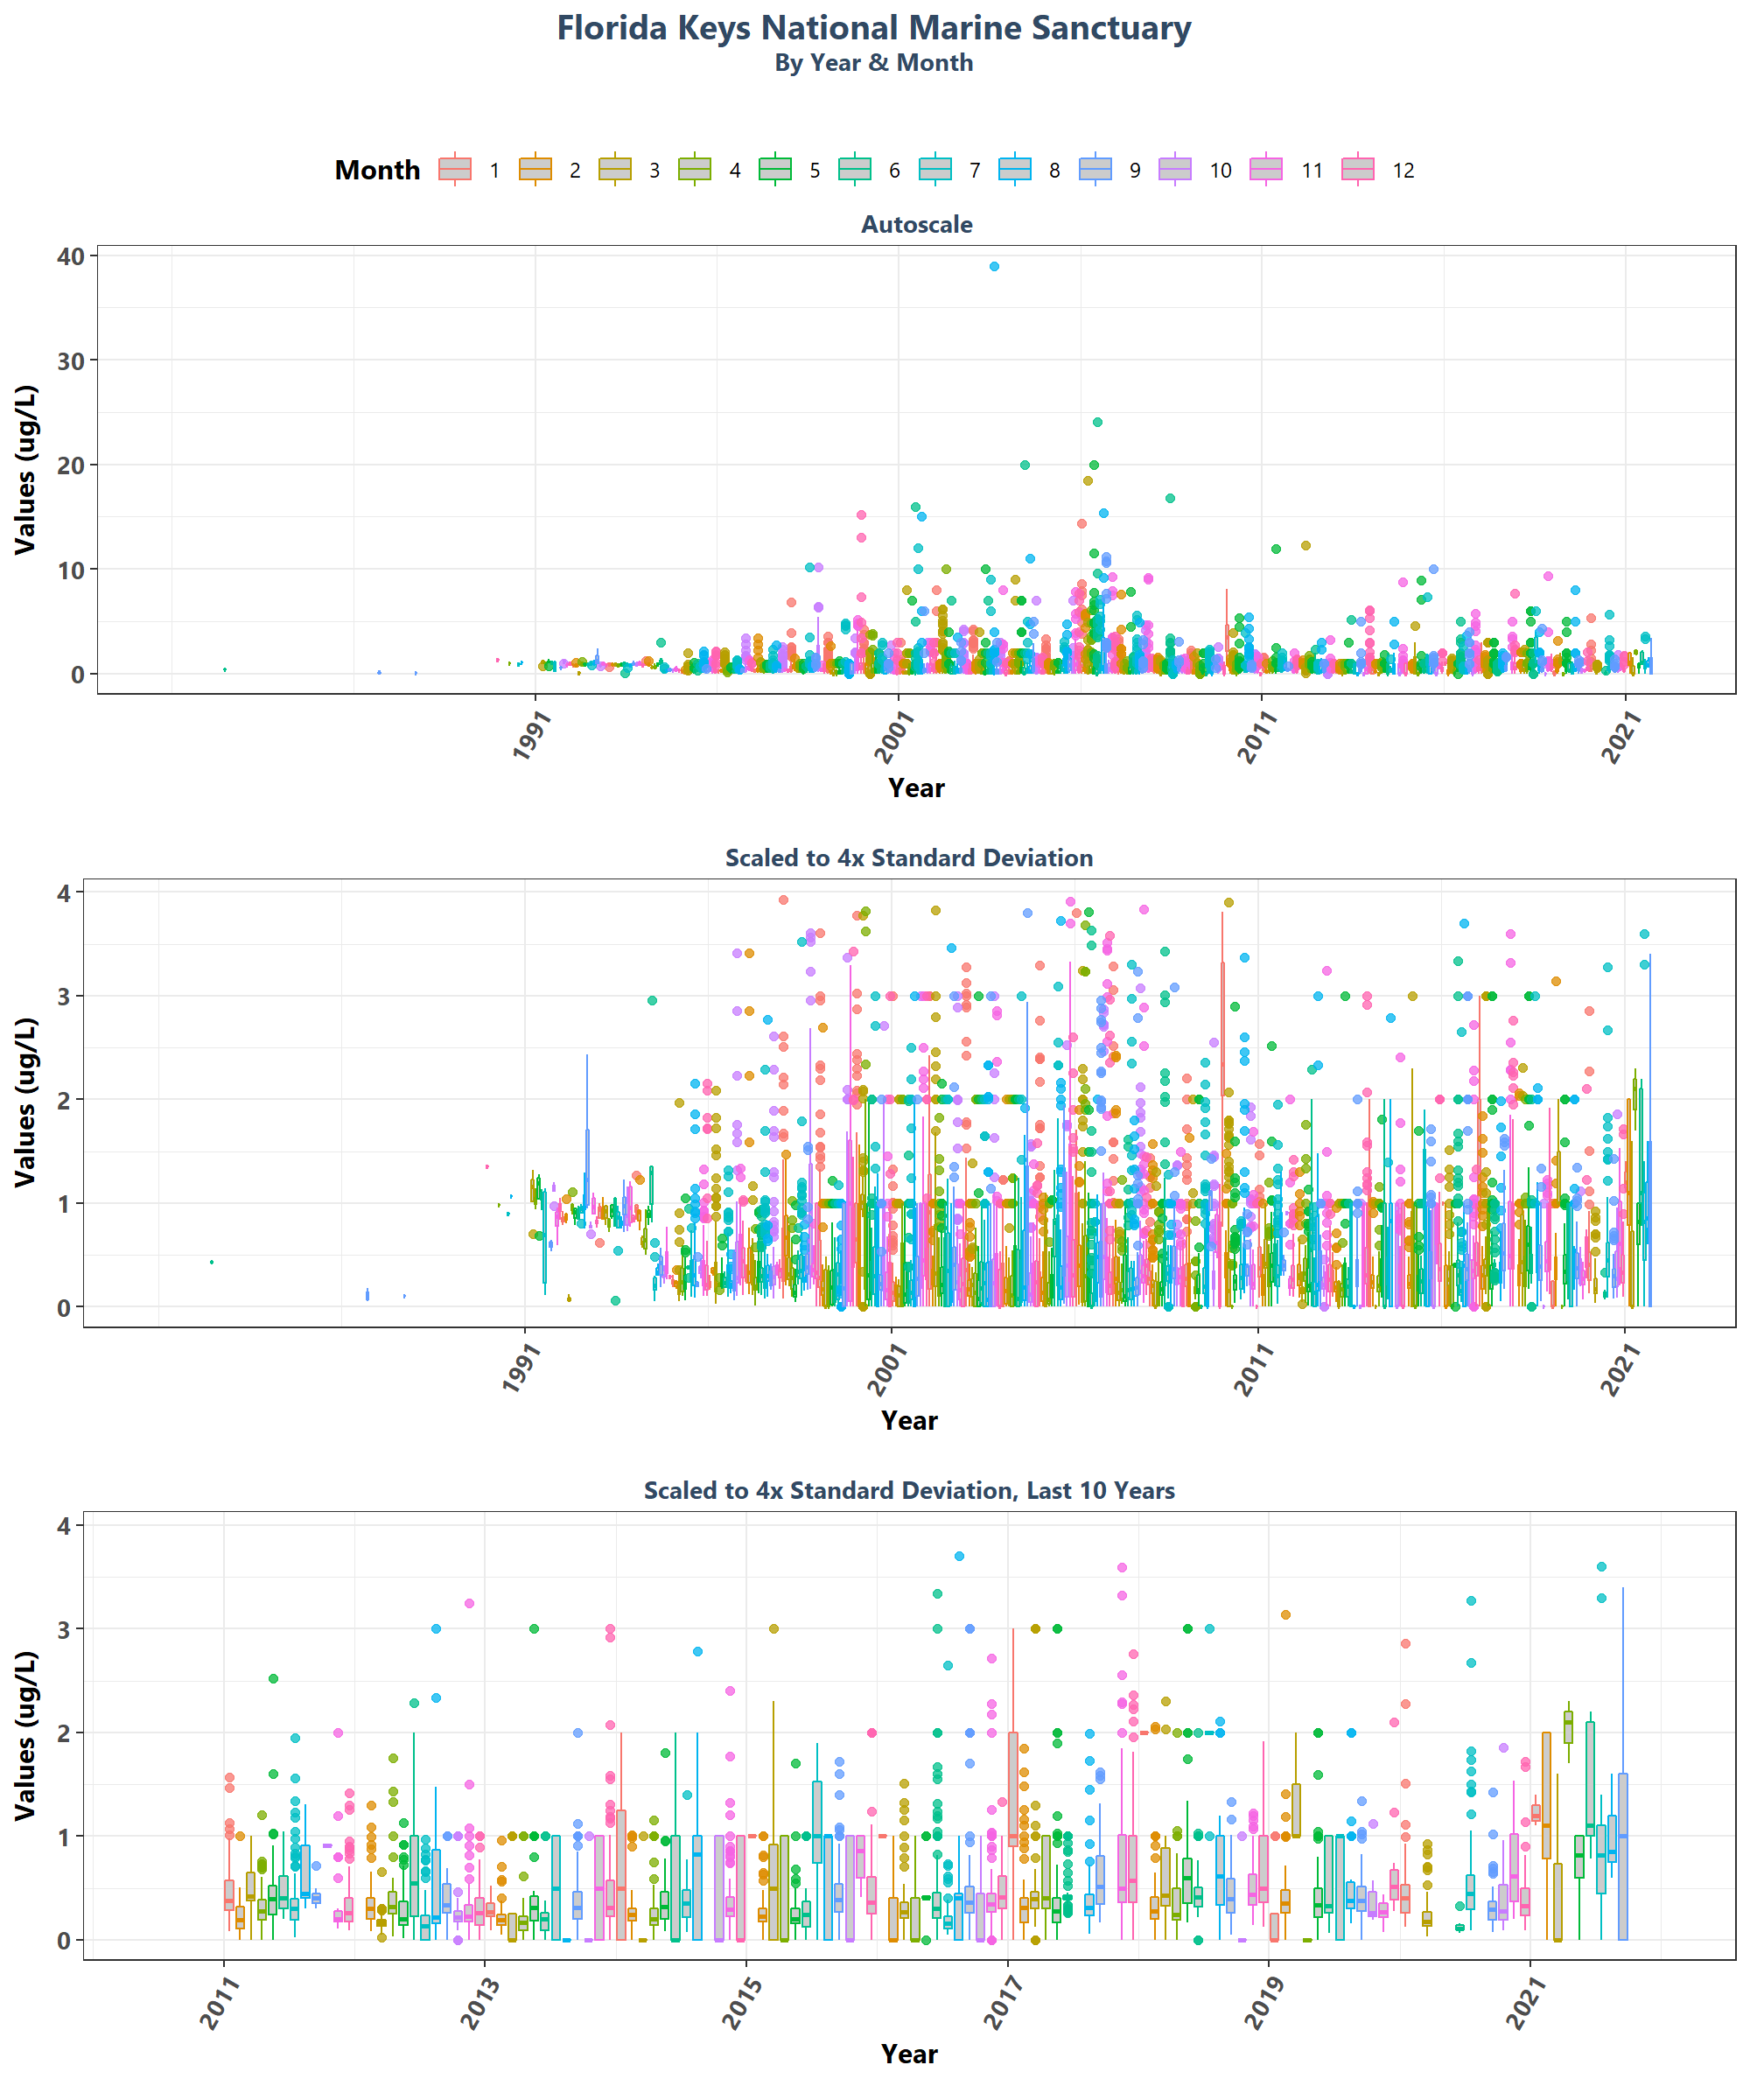 Florida Keys National Marine Sanctuary
By Year & Month
Month 1 2 3 4 5 6 7 8 9 10 11 12
Autoscale
Values (ug/L)
40
30
20
10
0
1991 2001 2011 2021
Year
Scaled to 4x Standard Deviation
Values (ug/L)
4
3
2
1
0
1991 2001 2011 2021
Year
Scaled to 4x Standard Deviation, Last 10 Years
Values (ug/L)
4
3
2
1
0
2011 2013 2015 2017 2019 2021
Year